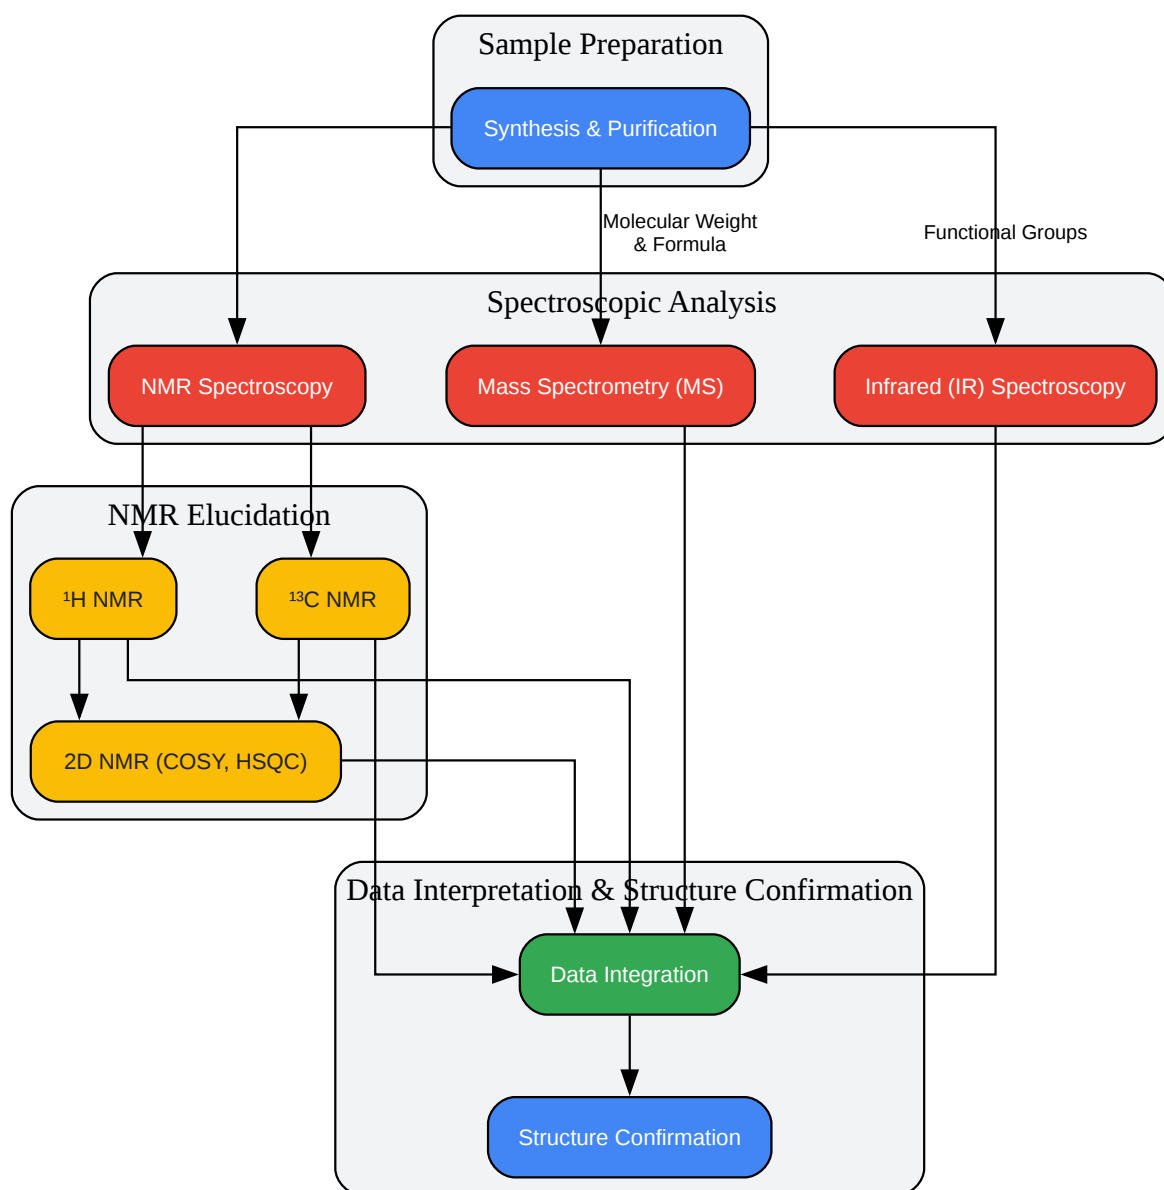 Sample Preparation
Synthesis & Purification
Molecular Weight
& Formula
Functional Groups
Spectroscopic Analysis
NMR Spectroscopy
Mass Spectrometry (MS)
Infrared (IR) Spectroscopy
NMR Elucidation
¹H NMR
¹³C NMR
2D NMR (COSY, HSQC)
Data Interpretation & Structure Confirmation
Data Integration
Structure Confirmation